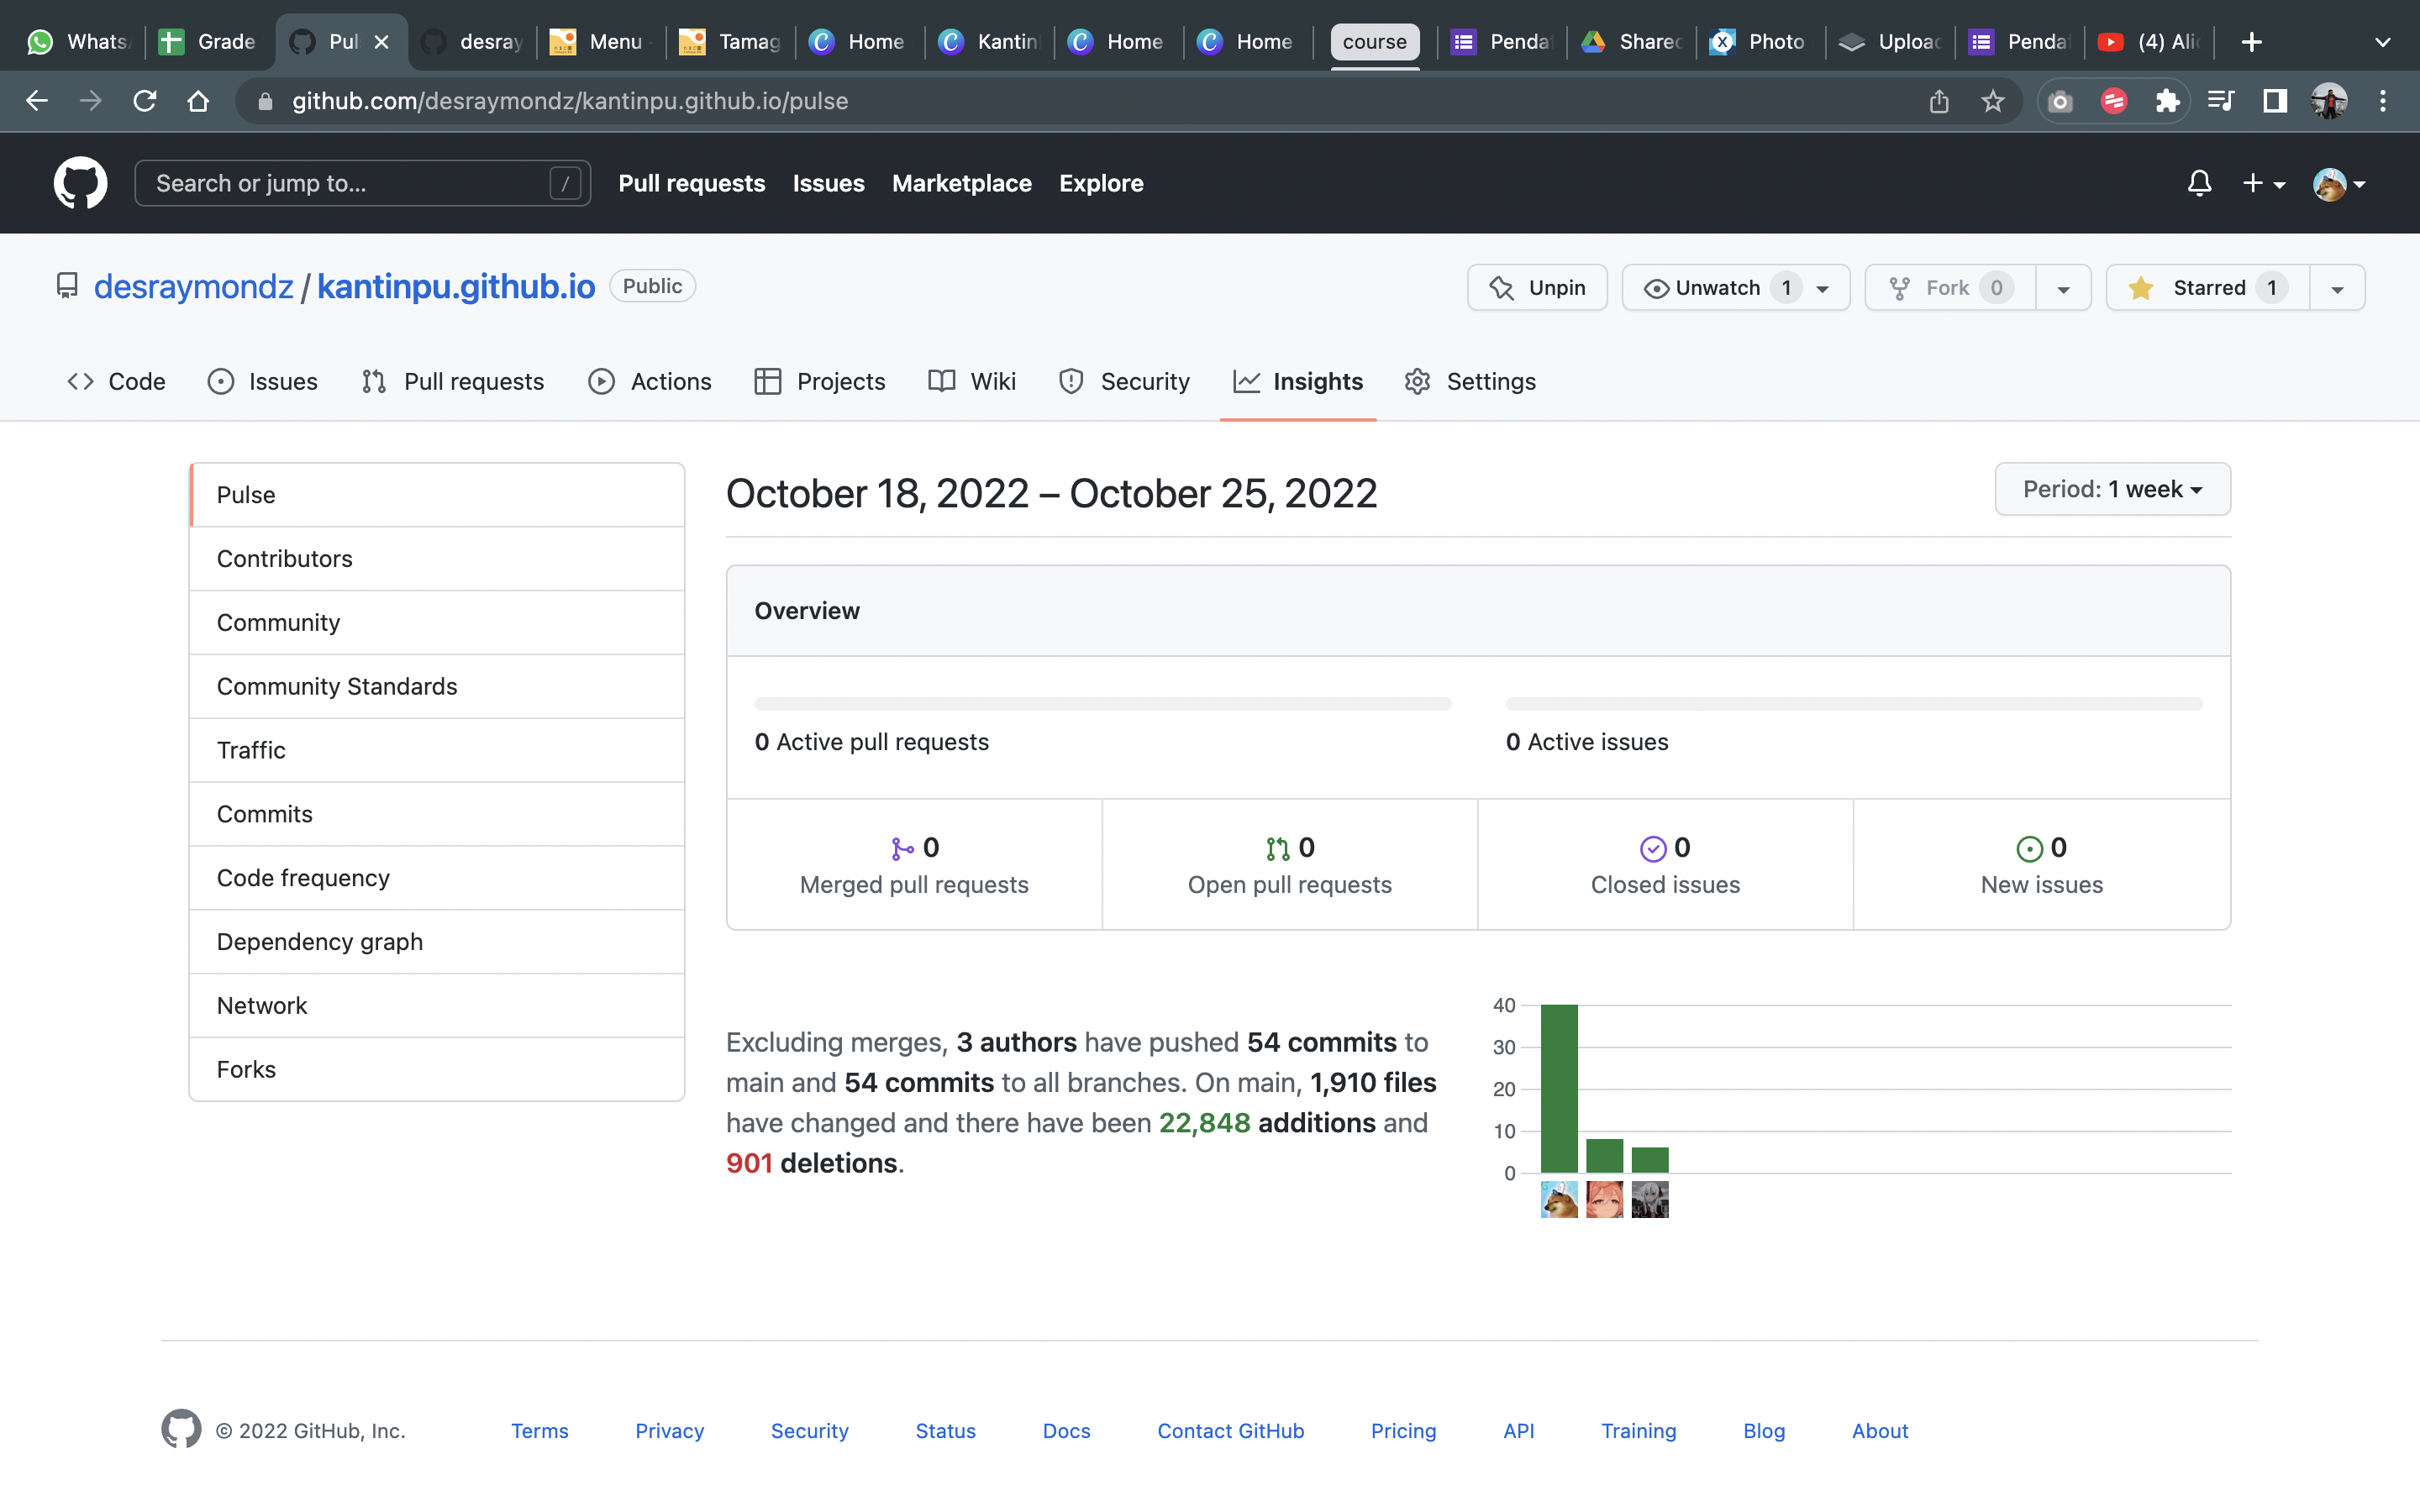 Whats
Grade
Pul
desray
Menu
Tamag
Home
Kantin
Home
Home
course
Penda
Shared
Photo
Upload
Penda
(4) Ali
github.com/desraymondz/kantinpu.github.io/pulse
Search or jump to... /
Pull requests
Issues
Marketplace
Explore
desraymondz / kantinpu.github.io Public
Unpin
Unwatch 1
Fork 0
Starred 1
Code
Issues
Pull requests
Actions
Projects
Wiki
Security
Insights
Settings
Pulse
Contributors
Community
Community Standards
Traffic
Commits
Code frequency
Dependency graph
Network
Forks
October 18, 2022 – October 25, 2022
Period: 1 week
Overview
0 Active pull requests
0 Active issues
0
Merged pull requests
0
Open pull requests
0
Closed issues
0
New issues
Excluding merges, 3 authors have pushed 54 commits to
main and 54 commits to all branches. On main, 1,910 files
have changed and there have been 22,848 additions and
901 deletions.
40
30
20
10
0
© 2022 GitHub, Inc.
Terms
Privacy
Security
Status
Docs
Contact GitHub
Pricing
API
Training
Blog
About